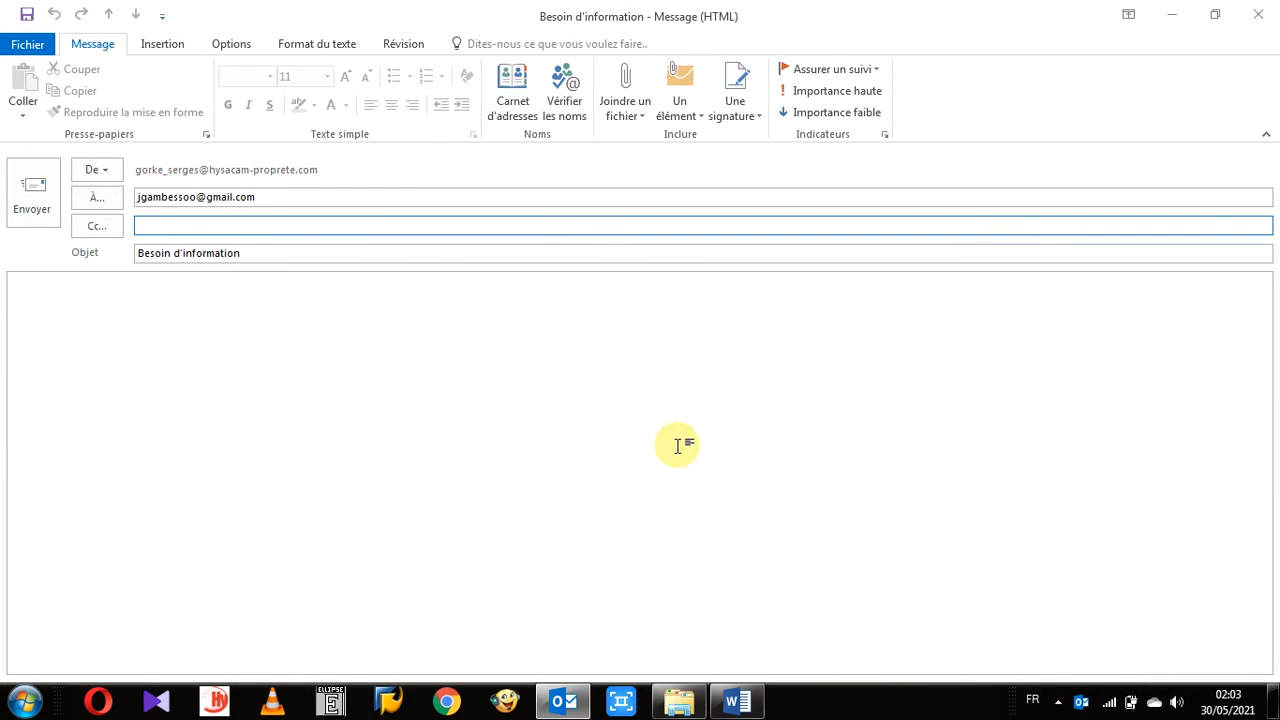 Besoin d'information - Message (HTML)
Fichier Message Insertion Options Format du texte Révision Dites-nous ce que vous voulez faire..
Coller
Couper
Copier
Reproduire la mise en forme
Presse-papiers
11
G I S A
Texte simple
Carnet d'adresses
Vérifier les noms
Noms
Joindre un fichier
Un élément
Une signature
Inclure
Assurer un suivi
Importance haute
Importance faible
Indicateurs
Envoyer
De gorke_serges@hysacam-proprete.com
À... jgambessoo@gmail.com
Cc...
Objet Besoin d'information
ELLIPSE
E
FR
02:03
30/05/2021